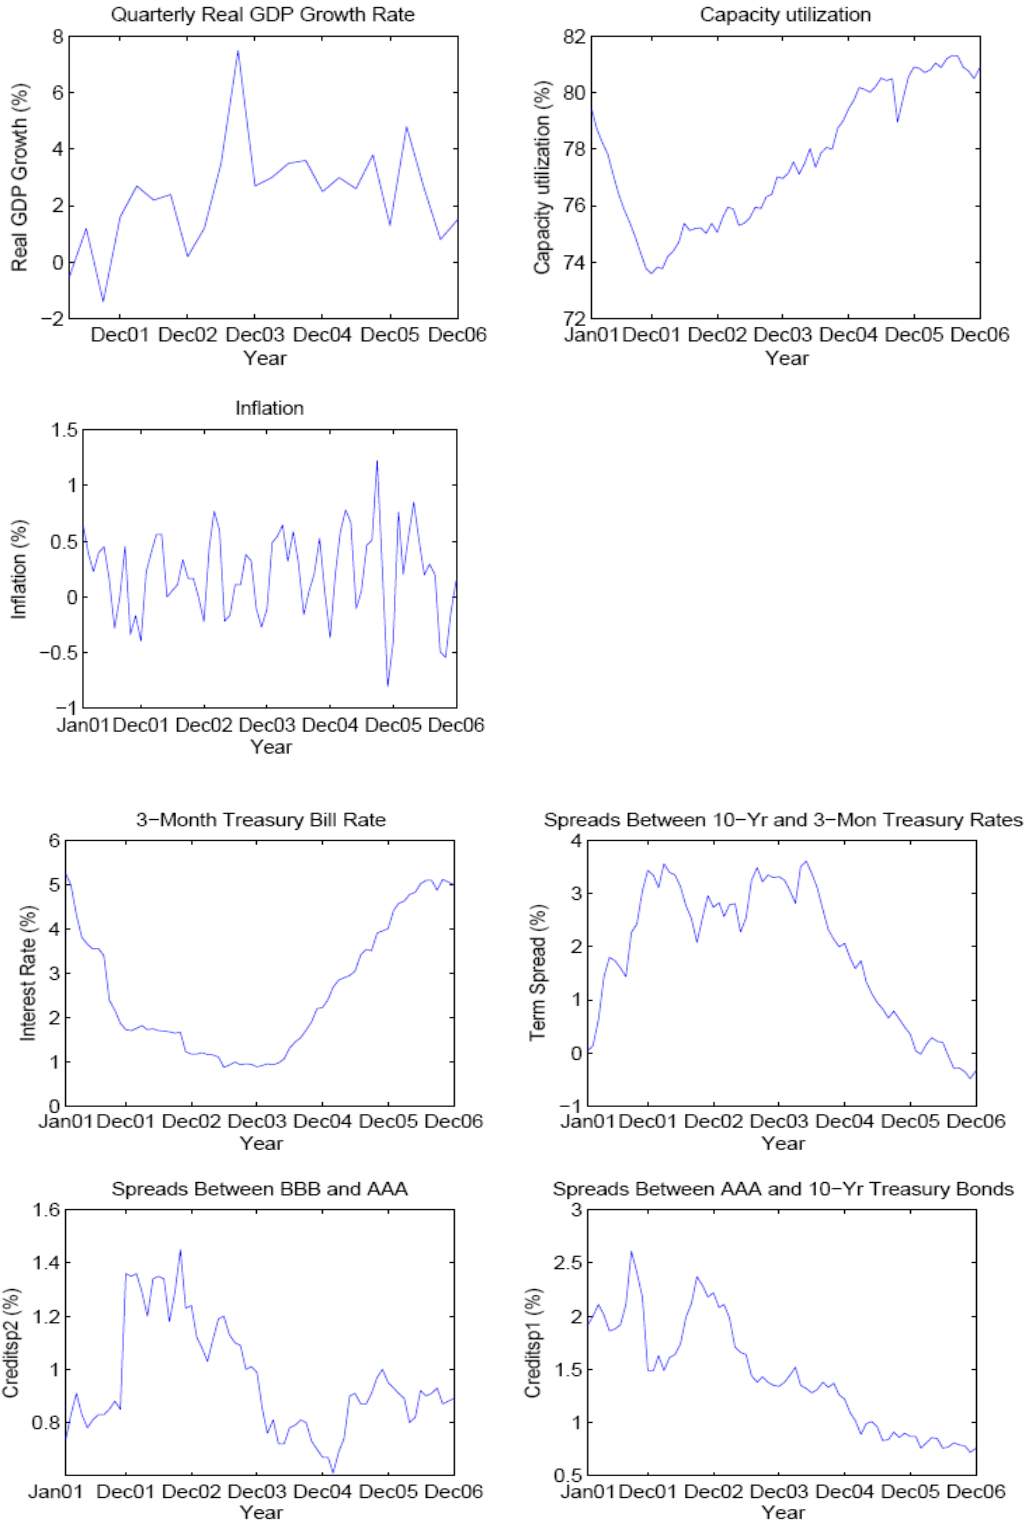 Quarterly Real GDP Growth Rate
8
6
4
2
0
−2
Real GDP Growth (%)
Dec01 Dec02 Dec03 Dec04 Dec05 Dec06
Year
Capacity utilization
82
80
78
76
74
72
Capacity utilization (%)
Jan01 Dec01 Dec02 Dec03 Dec04 Dec05 Dec06
Year
Inflation
1.5
1
0.5
0
−0.5
−1
Inflation (%)
Jan01 Dec01 Dec02 Dec03 Dec04 Dec05 Dec06
Year
3−Month Treasury Bill Rate
6
5
4
3
2
1
0
Interest Rate (%)
Jan01 Dec01 Dec02 Dec03 Dec04 Dec05 Dec06
Year
Spreads Between 10−Yr and 3−Mon Treasury Rates
4
3
2
1
0
−1
Term Spread (%)
Jan01 Dec01 Dec02 Dec03 Dec04 Dec05 Dec06
Year
Spreads Between BBB and AAA
1.6
1.4
1.2
1
0.8
Creditsp2 (%)
Jan01 Dec01 Dec02 Dec03 Dec04 Dec05 Dec06
Year
Spreads Between AAA and 10−Yr Treasury Bonds
3
2.5
2
1.5
1
0.5
Creditsp1 (%)
Jan01 Dec01 Dec02 Dec03 Dec04 Dec05 Dec06
Year